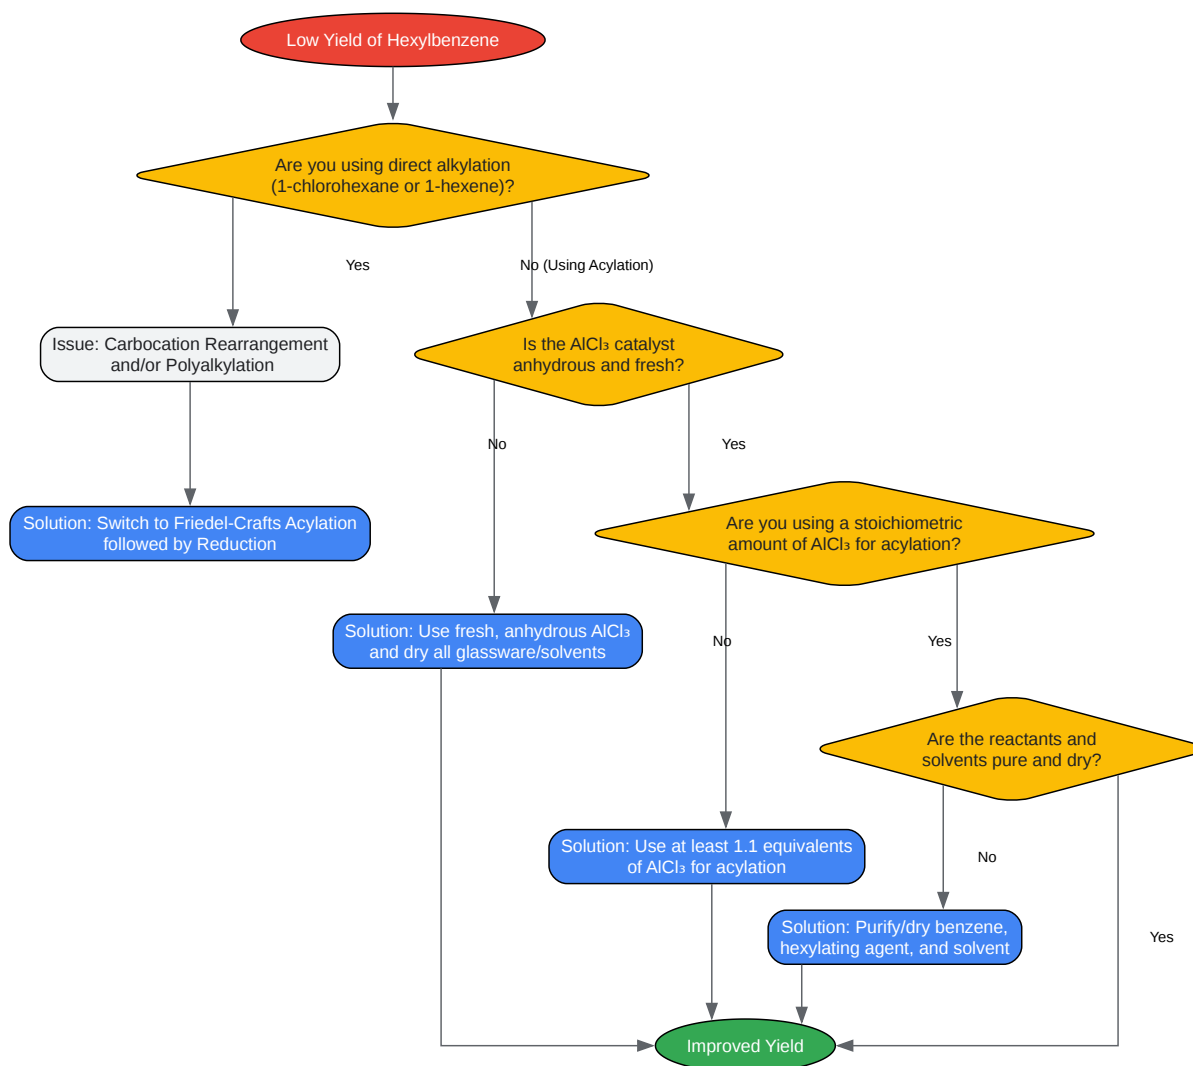 Low Yield of Hexylbenzene
Are you using direct alkylation
(1-chlorohexane or 1-hexene)?
Yes
No (Using Acylation)
Issue: Carbocation Rearrangement
and/or Polyalkylation
Is the AlCl₃ catalyst
anhydrous and fresh?
No
Yes
Solution: Switch to Friedel-Crafts Acylation
followed by Reduction
Are you using a stoichiometric
amount of AlCl₃ for acylation?
Solution: Use fresh, anhydrous AlCl₃
and dry all glassware/solvents
No
Yes
Are the reactants and
solvents pure and dry?
Solution: Use at least 1.1 equivalents
of AlCl₃ for acylation
No
Solution: Purify/dry benzene,
hexylating agent, and solvent
Yes
Improved Yield